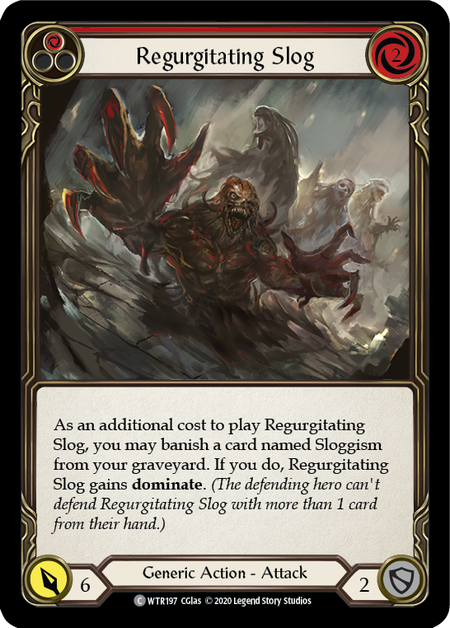 Regurgitating Slog
2
As an additional cost to play Regurgitating
Slog, you may banish a card named Sloggism
from your graveyard. If you do, Regurgitating
Slog gains dominate. (The defending hero can't
defend Regurgitating Slog with more than 1 card
from their hand.)
6
Generic Action - Attack
2
C WTR197 CGlas © 2020 Legend Story Studios